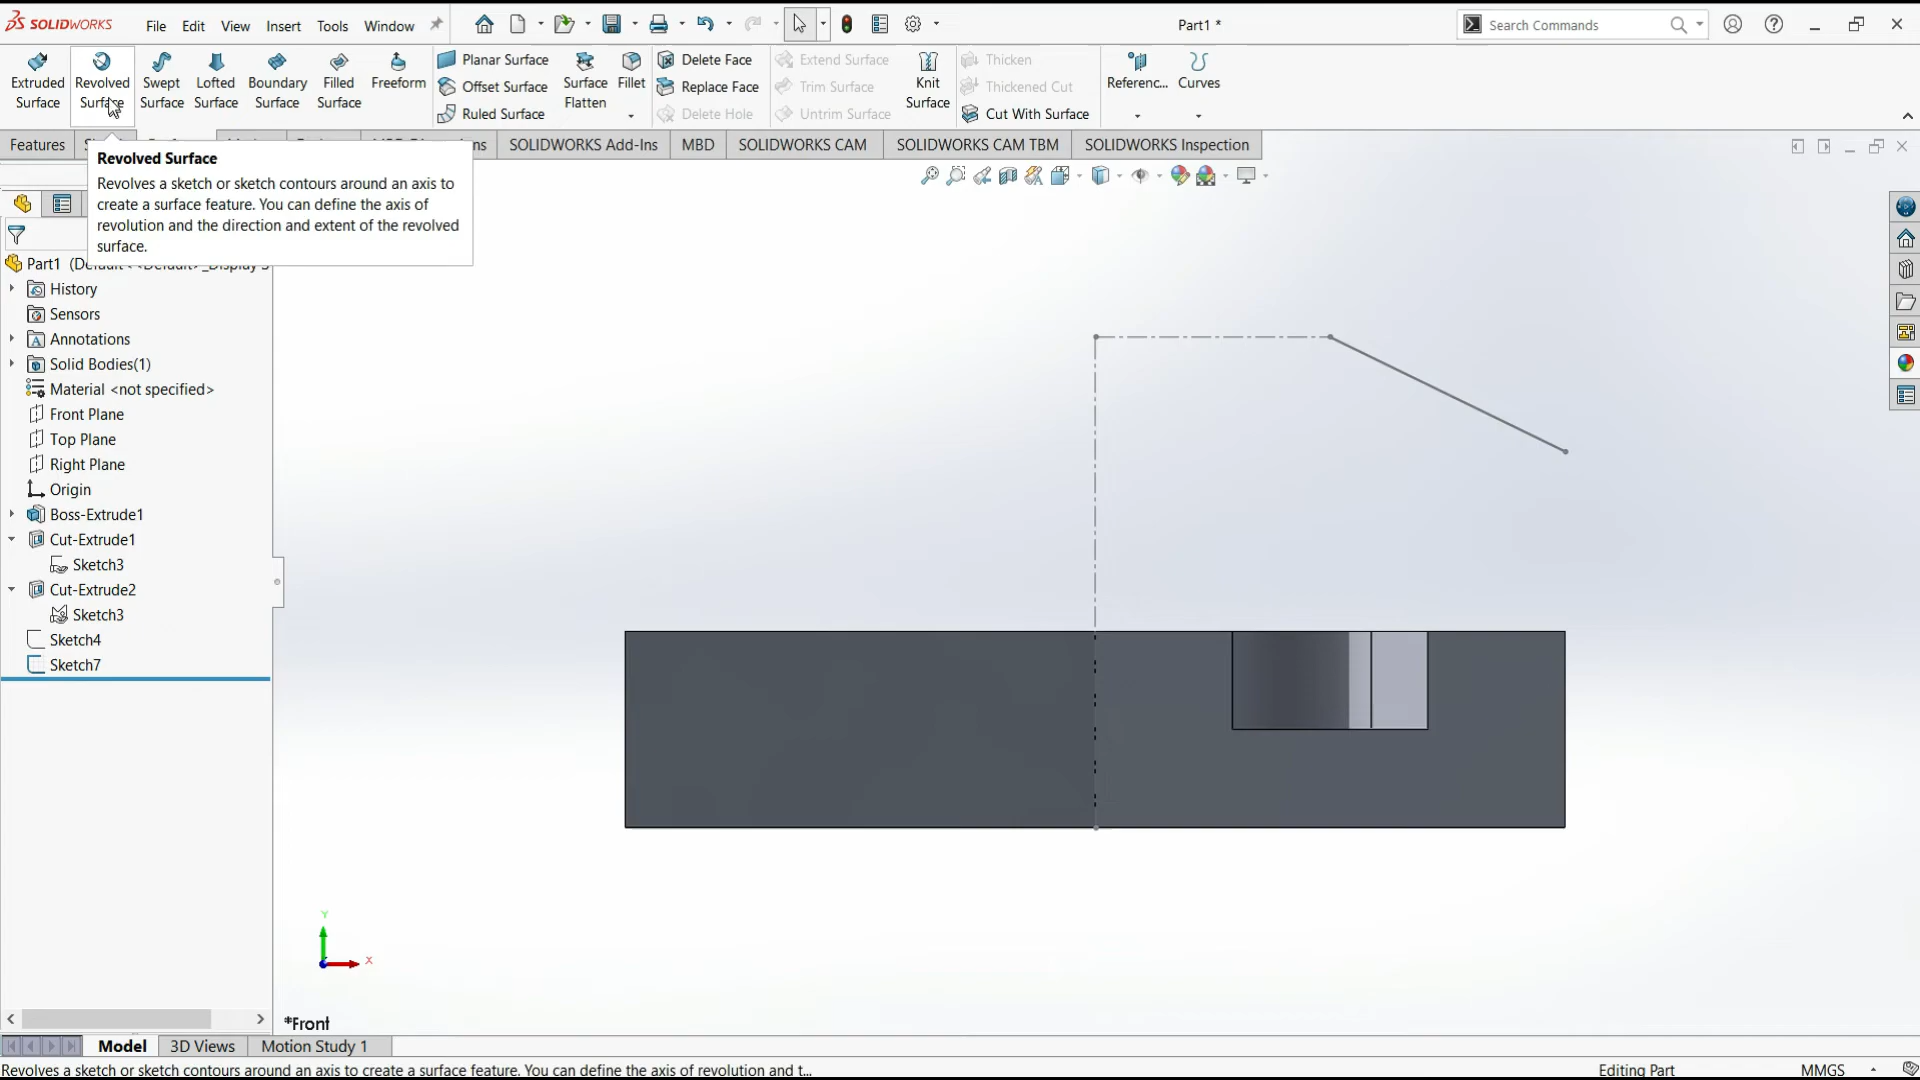 SOLIDWORKS
File
Edit
View
Insert
Tools
Window
Part1 *
Search Commands
Extruded Surface
Revolved Surface
Swept Surface
Lofted Surface
Boundary Surface
Filled Surface
Freeform
Planar Surface
Offset Surface
Ruled Surface
Surface Flatten
Fillet
Delete Face
Replace Face
Delete Hole
Extend Surface
Trim Surface
Untrim Surface
Knit Surface
Thicken
Thickened Cut
Cut With Surface
Referenc...
Curves
Features
SOLIDWORKS Add-Ins
MBD
SOLIDWORKS CAM
SOLIDWORKS CAM TBM
SOLIDWORKS Inspection
Revolved Surface
Revolves a sketch or sketch contours around an axis to
create a surface feature. You can define the axis of
revolution and the direction and extent of the revolved
surface.
Part1 (Default<<Default>_Display S
History
Sensors
Annotations
Solid Bodies(1)
Material <not specified>
Front Plane
Top Plane
Right Plane
Origin
Boss-Extrude1
Cut-Extrude1
Sketch3
Cut-Extrude2
Sketch3
Sketch4
Sketch7
Y
X
*Front
Model
3D Views
Motion Study 1
Revolves a sketch or sketch contours around an axis to create a surface feature. You can define the axis of revolution and t...
Editing Part
MMGS